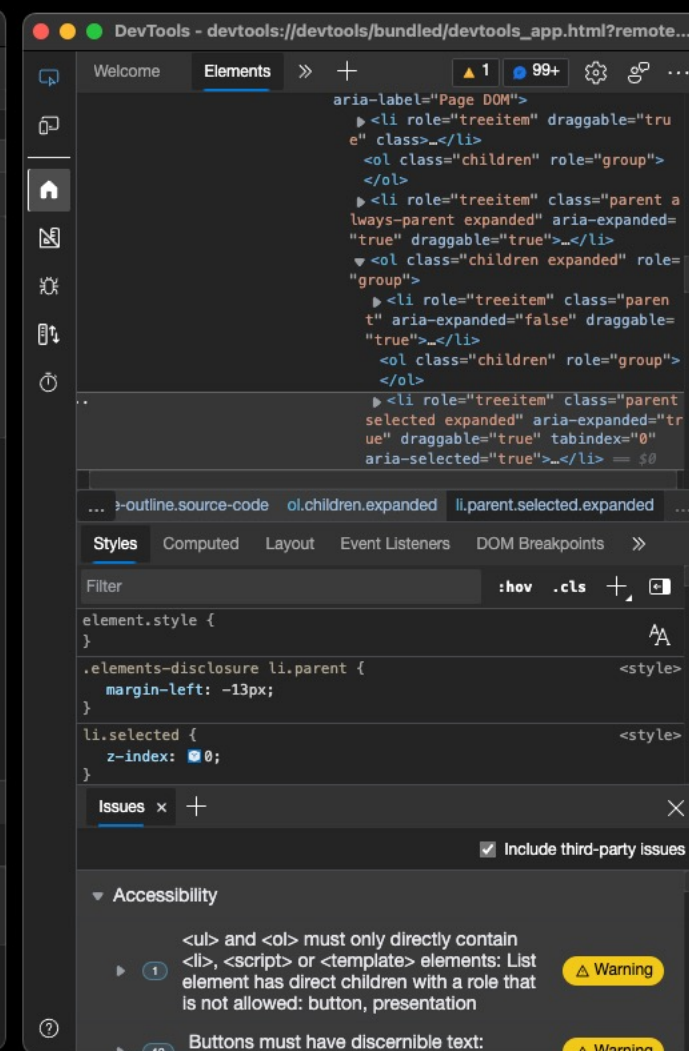 DevTools - devtools://devtools/bundled/devtools_app.html?remote...
Welcome Elements » + 1 99+ ...
aria-label="Page DOM">
▶<li role="treeitem" draggable="tru
e" class>…</li>
<ol class="children" role="group">
</ol>
▶<li role="treeitem" class="parent a
lways-parent expanded" aria-expanded=
"true" draggable="true">…</li>
▼<ol class="children expanded" role=
"group">
▶<li role="treeitem" class="paren
t" aria-expanded="false" draggable=
"true">…</li>
<ol class="children" role="group">
</ol>
▶<li role="treeitem" class="parent
selected expanded" aria-expanded="tr
ue" draggable="true" tabindex="0"
aria-selected="true">…</li> == $0
... e-outline.source-code ol.children.expanded li.parent.selected.expanded ...
Styles Computed Layout Event Listeners DOM Breakpoints »
Filter :hov .cls +
element.style {
}
.elements-disclosure li.parent { <style>
margin-left: -13px;
}
li.selected { <style>
z-index: 0;
}
Issues × +
Include third-party issues
Accessibility
<ul> and <ol> must only directly contain
<li>, <script> or <template> elements: List
1 element has direct children with a role that Warning
is not allowed: button, presentation
Buttons must have discernible text:
Warning